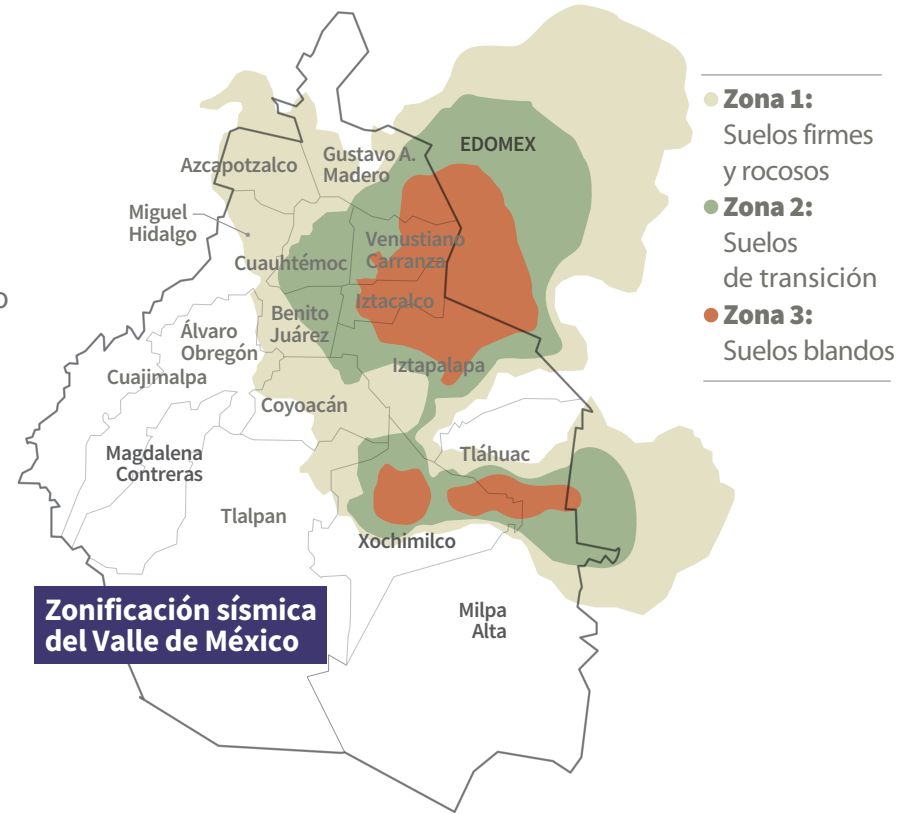 EDOMEX
Gustavo A.
Madero
Azcapotzalco
Miguel
Hidalgo
Venustiano
Carranza
Cuauhtémoc
Iztacalco
Benito
Juárez
Álvaro
Obregón
Iztapalapa
Cuajimalpa
Coyoacán
Magdalena
Contreras
Tláhuac
Tlalpan
Xochimilco
Milpa
Alta
Zonificación sísmica
del Valle de México
Zona 1:
Suelos firmes
y rocosos
Zona 2:
Suelos
de transición
Zona 3:
Suelos blandos